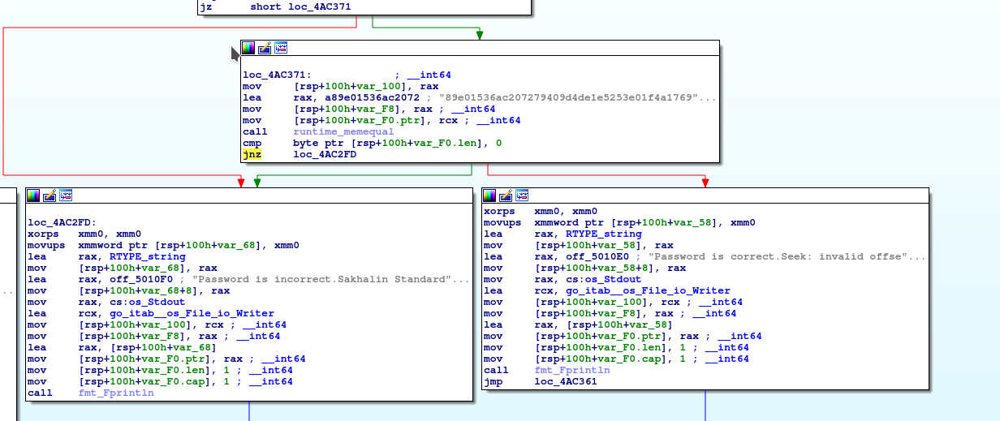 jz short loc_4AC371
loc_4AC371: ; __int64
mov [rsp+100h+var_100], rax
lea rax, a89e01536ac2072 ; "89e01536ac207279409d4de1e5253e01f4a1769"...
mov [rsp+100h+var_F8], rax ; __int64
mov [rsp+100h+var_F0.ptr], rcx ; __int64
call runtime_memequal
cmp byte ptr [rsp+100h+var_F0.len], 0
jnz loc_4AC2FD
...
loc_4AC2FD:
xorps xmm0, xmm0
movups xmmword ptr [rsp+100h+var_68], xmm0
lea rax, RTYPE_string
mov [rsp+100h+var_68], rax
lea rax, off_5010F0 ; "Password is incorrect.Sakhalin Standard"...
mov [rsp+100h+var_68+8], rax
mov rax, cs:os_Stdout
lea rcx, go_itab__os_File_io_Writer
mov [rsp+100h+var_100], rcx ; __int64
mov [rsp+100h+var_F8], rax ; __int64
lea rax, [rsp+100h+var_68]
mov [rsp+100h+var_F0.ptr], rax ; __int64
mov [rsp+100h+var_F0.len], 1 ; __int64
mov [rsp+100h+var_F0.cap], 1 ; __int64
call fmt_Fprintln
xorps xmm0, xmm0
movups xmmword ptr [rsp+100h+var_58], xmm0
lea rax, RTYPE_string
mov [rsp+100h+var_58], rax
lea rax, off_5010E0 ; "Password is correct.Seek: invalid offse"...
mov [rsp+100h+var_58+8], rax
mov rax, cs:os_Stdout
lea rcx, go_itab__os_File_io_Writer
mov [rsp+100h+var_100], rcx ; __int64
mov [rsp+100h+var_F8], rax ; __int64
lea rax, [rsp+100h+var_58]
mov [rsp+100h+var_F0.ptr], rax ; __int64
mov [rsp+100h+var_F0.len], 1 ; __int64
mov [rsp+100h+var_F0.cap], 1 ; __int64
call fmt_Fprintln
jmp loc_4AC361